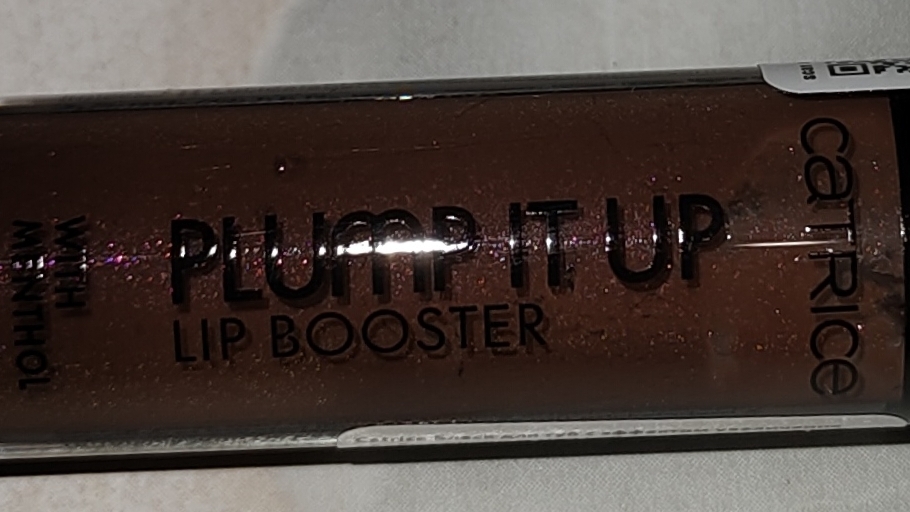 PLUMP IT UP
LIP BOOSTER
WITH
MENTHOL
CATRICE